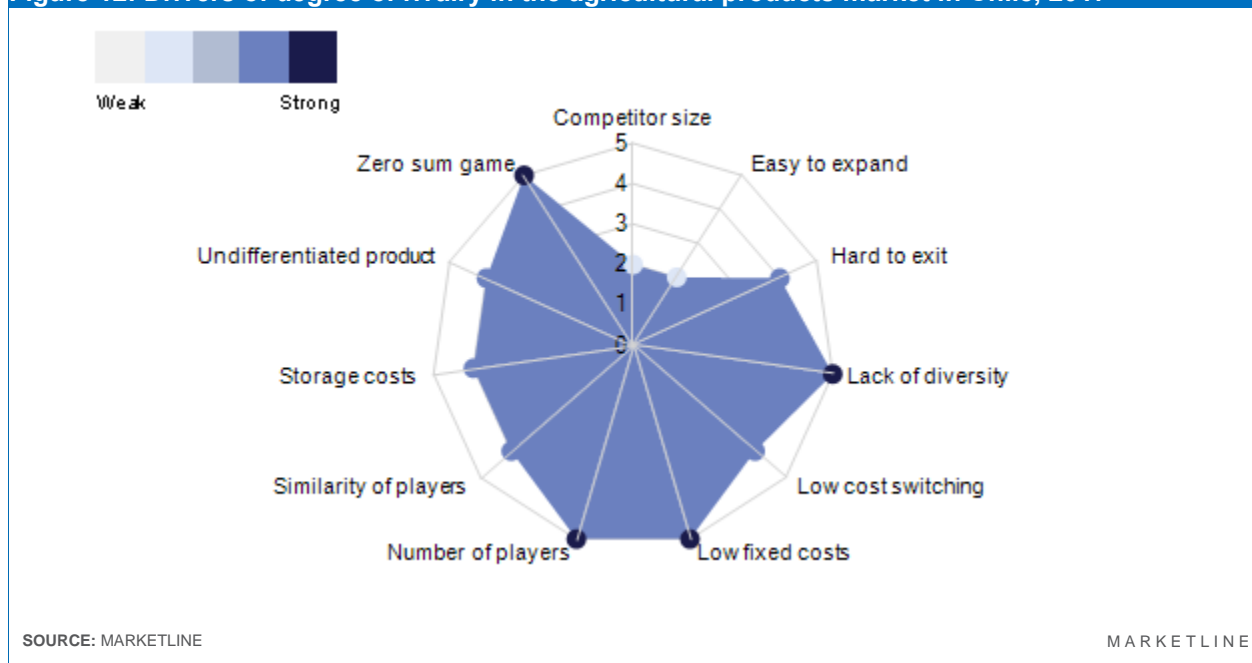 Weak Strong
Competitor size
5
Zero sum game
Easy to expand
4
3
Undifferentiated product
Hard to exit
2
1
0
Storage costs
Lack of diversity
Similarity of players
Low cost switching
Number of players
Low fixed costs
SOURCE: MARKETLINE
MARKETLINE